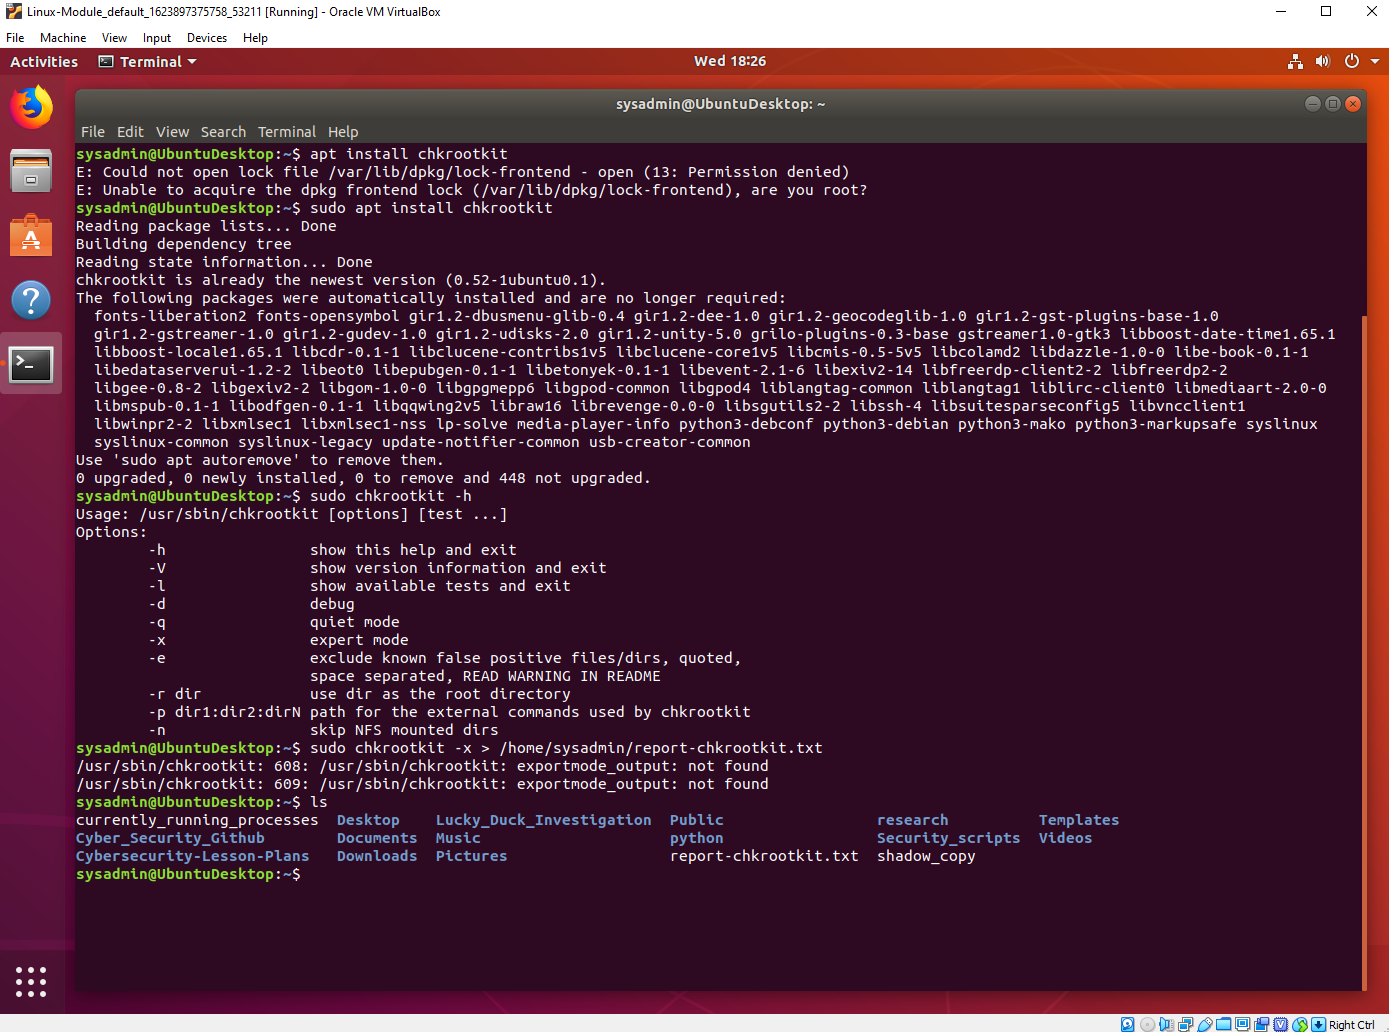 Linux-Module_default_1623897375758_53211 [Running] - Oracle VM VirtualBox
File Machine View Input Devices Help
Activities Terminal Wed 18:26
sysadmin@UbuntuDesktop: ~
File Edit View Search Terminal Help
sysadmin@UbuntuDesktop:~$ apt install chkrootkit
E: Could not open lock file /var/lib/dpkg/lock-frontend - open (13: Permission denied)
E: Unable to acquire the dpkg frontend lock (/var/lib/dpkg/lock-frontend), are you root?
sysadmin@UbuntuDesktop:~$ sudo apt install chkrootkit
Reading package lists... Done
Building dependency tree
Reading state information... Done
chkrootkit is already the newest version (0.52-1ubuntu0.1).
The following packages were automatically installed and are no longer required:
fonts-liberation2 fonts-opensymbol gir1.2-dbusmenu-glib-0.4 gir1.2-dee-1.0 gir1.2-geocodeglib-1.0 gir1.2-gst-plugins-base-1.0
gir1.2-gstreamer-1.0 gir1.2-gudev-1.0 gir1.2-udisks-2.0 gir1.2-unity-5.0 grilo-plugins-0.3-base gstreamer1.0-gtk3 libboost-date-time1.65.1
libboost-locale1.65.1 libcdr-0.1-1 libclucene-contribs1v5 libclucene-core1v5 libcmis-0.5-5v5 libcolamd2 libdazzle-1.0-0 libe-book-0.1-1
libedataserverui-1.2-2 libeot0 libepubgen-0.1-1 libetonyek-0.1-1 libevent-2.1-6 libexiv2-14 libfreerdp-client2-2 libfreerdp2-2
libgee-0.8-2 libgexiv2-2 libgom-1.0-0 libgpgmepp6 libgpod-common libgpod4 liblangtag-common liblangtag1 liblirc-client0 libmediaart-2.0-0
libmspub-0.1-1 libodfgen-0.1-1 libqqwing2v5 libraw16 librevenge-0.0-0 libsgutils2-2 libssh-4 libsuitesparseconfig5 libvncclient1
libwinpr2-2 libxmlsec1 libxmlsec1-nss lp-solve media-player-info python3-debconf python3-debian python3-mako python3-markupsafe syslinux
syslinux-common syslinux-legacy update-notifier-common usb-creator-common
Use 'sudo apt autoremove' to remove them.
0 upgraded, 0 newly installed, 0 to remove and 448 not upgraded.
sysadmin@UbuntuDesktop:~$ sudo chkrootkit -h
Usage: /usr/sbin/chkrootkit [options] [test ...]
Options:
-h show this help and exit
-V show version information and exit
-l show available tests and exit
-d debug
-q quiet mode
-x expert mode
-e exclude known false positive files/dirs, quoted,
space separated, READ WARNING IN README
-r dir use dir as the root directory
-p dir1:dir2:dirN path for the external commands used by chkrootkit
-n skip NFS mounted dirs
sysadmin@UbuntuDesktop:~$ sudo chkrootkit -x > /home/sysadmin/report-chkrootkit.txt
/usr/sbin/chkrootkit: 608: /usr/sbin/chkrootkit: exportmode_output: not found
/usr/sbin/chkrootkit: 609: /usr/sbin/chkrootkit: exportmode_output: not found
sysadmin@UbuntuDesktop:~$ ls
currently_running_processes Desktop Lucky_Duck_Investigation Public research Templates
Cyber_Security_Github Documents Music python Security_scripts Videos
Cybersecurity-Lesson-Plans Downloads Pictures report-chkrootkit.txt shadow_copy
sysadmin@UbuntuDesktop:~$
Right Ctrl